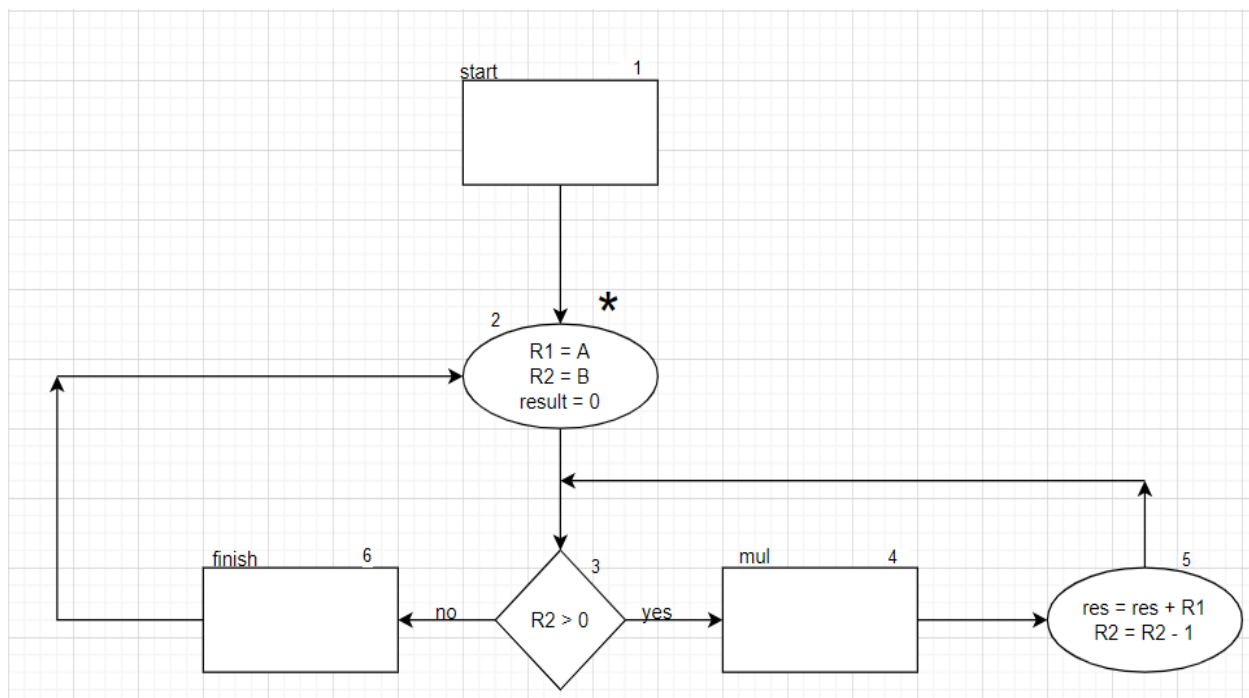 start
1
*
2
R1 = A
R2 = B
result = 0
finish
6
3
R2 > 0
no
yes
mul
4
5
res = res + R1
R2 = R2 - 1